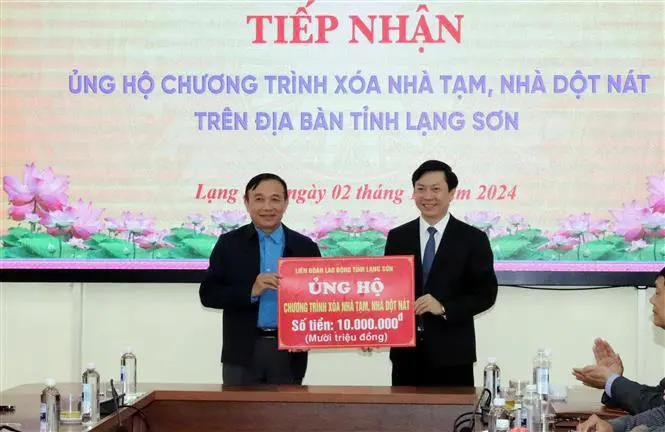 TIẾP NHẬN
ỦNG HỘ CHƯƠNG TRÌNH XÓA NHÀ TẠM, NHÀ DỘT NÁT
TRÊN ĐỊA BÀN TỈNH LẠNG SƠN
Lạng ngày 02 tháng 2024
LIÊN ĐOÀN LAO ĐỘNG TỈNH LẠNG SƠN
ỦNG HỘ
CHƯƠNG TRÌNH XÓA NHÀ TẠM, NHÀ DỘT NÁT
Số tiền: 10.000.000đ
(Mười triệu đồng)